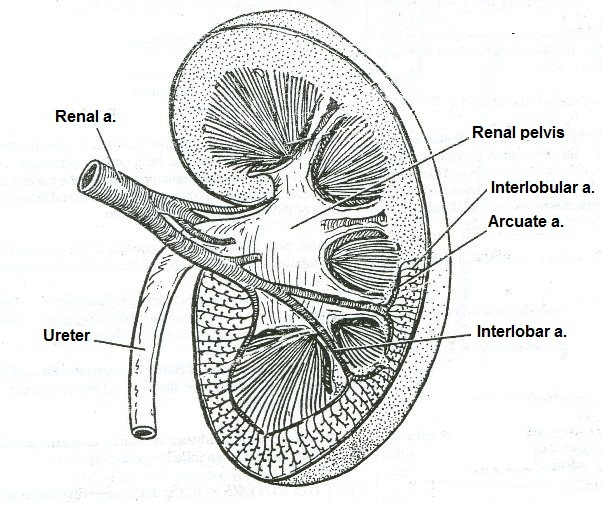 Renal a.
Renal pelvis
Interlobular a.
Arcuate a.
Ureter
Interlobar a.